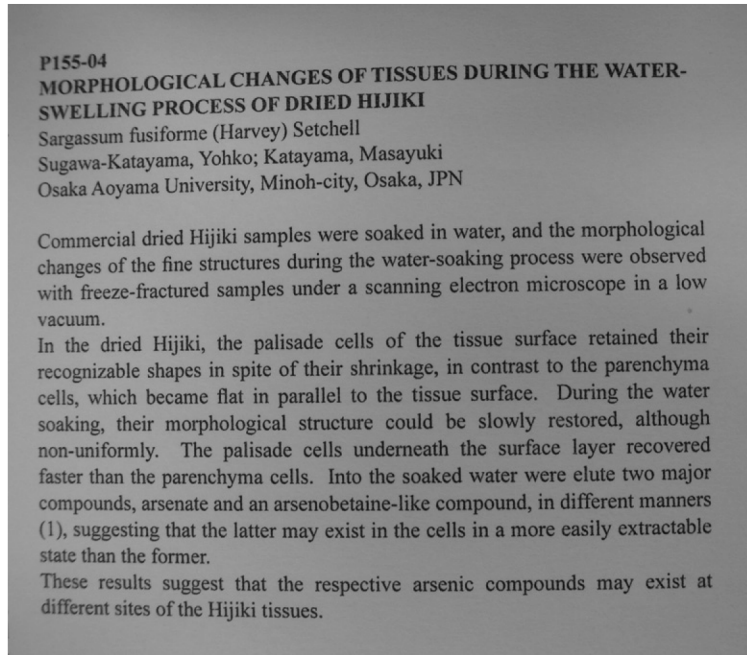 P155-04
MORPHOLOGICAL CHANGES OF TISSUES DURING THE WATER-
SWELLING PROCESS OF DRIED HIJIKI
Sargassum fusiforme (Harvey) Setchell
Sugawa-Katayama, Yohko; Katayama, Masayuki
Osaka Aoyama University, Minoh-city, Osaka, JPN
Commercial dried Hijiki samples were soaked in water, and the morphological
changes of the fine structures during the water-soaking process were observed
with freeze-fractured samples under a scanning electron microscope in a low
vacuum.
In the dried Hijiki, the palisade cells of the tissue surface retained their
recognizable shapes in spite of their shrinkage, in contrast to the parenchyma
cells, which became flat in parallel to the tissue surface. During the water
soaking, their morphological structure could be slowly restored, although
non-uniformly. The palisade cells underneath the surface layer recovered
faster than the parenchyma cells. Into the soaked water were elute two major
compounds, arsenate and an arsenobetaine-like compound, in different manners
(1), suggesting that the latter may exist in the cells in a more easily extractable
state than the former.
These results suggest that the respective arsenic compounds may exist at
different sites of the Hijiki tissues.